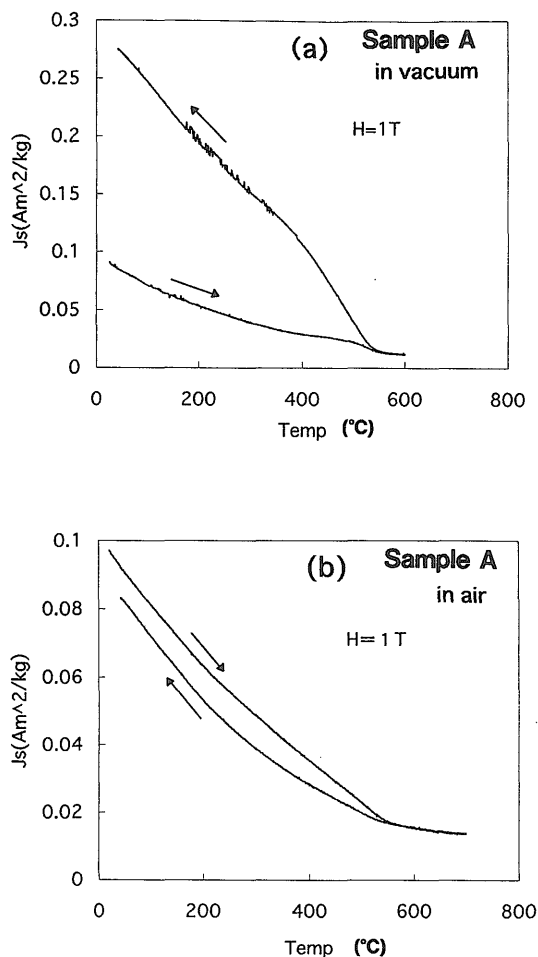 (a)
Sample A
in vacuum
H=1T
Js(Am^2/kg)
0.3
0.25
0.2
0.15
0.1
0.05
0
0 200 400 600 800
Temp (°C)
(b)
Sample A
in air
H= 1 T
Js(Am^2/kg)
0.1
0.08
0.06
0.04
0.02
0
0 200 400 600 800
Temp (°C)